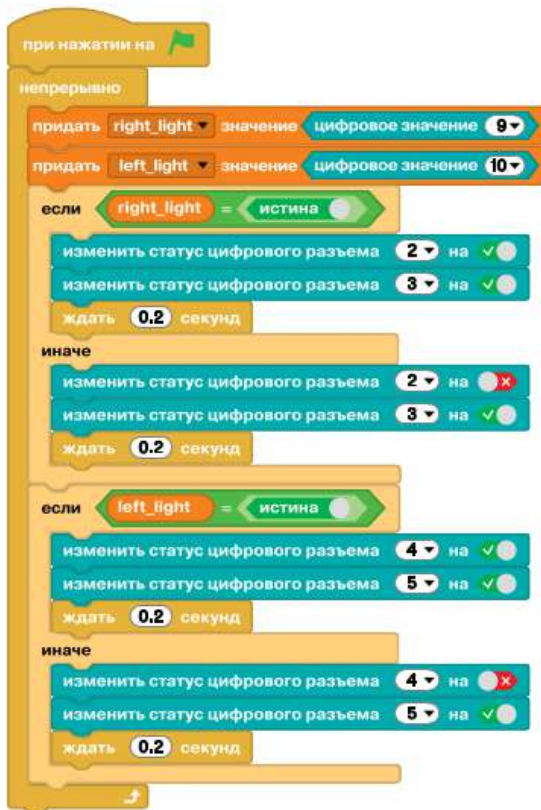 при нажатии на
непрерывно
придать right_light значение цифровое значение 9
придать left_light значение цифровое значение 10
если right_light = истина
изменить статус цифрового разъема 2 на
изменить статус цифрового разъема 3 на
ждать 0.2 секунд
иначе
изменить статус цифрового разъема 2 на
изменить статус цифрового разъема 3 на
ждать 0.2 секунд
если left_light = истина
изменить статус цифрового разъема 4 на
изменить статус цифрового разъема 5 на
ждать 0.2 секунд
иначе
изменить статус цифрового разъема 4 на
изменить статус цифрового разъема 5 на
ждать 0.2 секунд